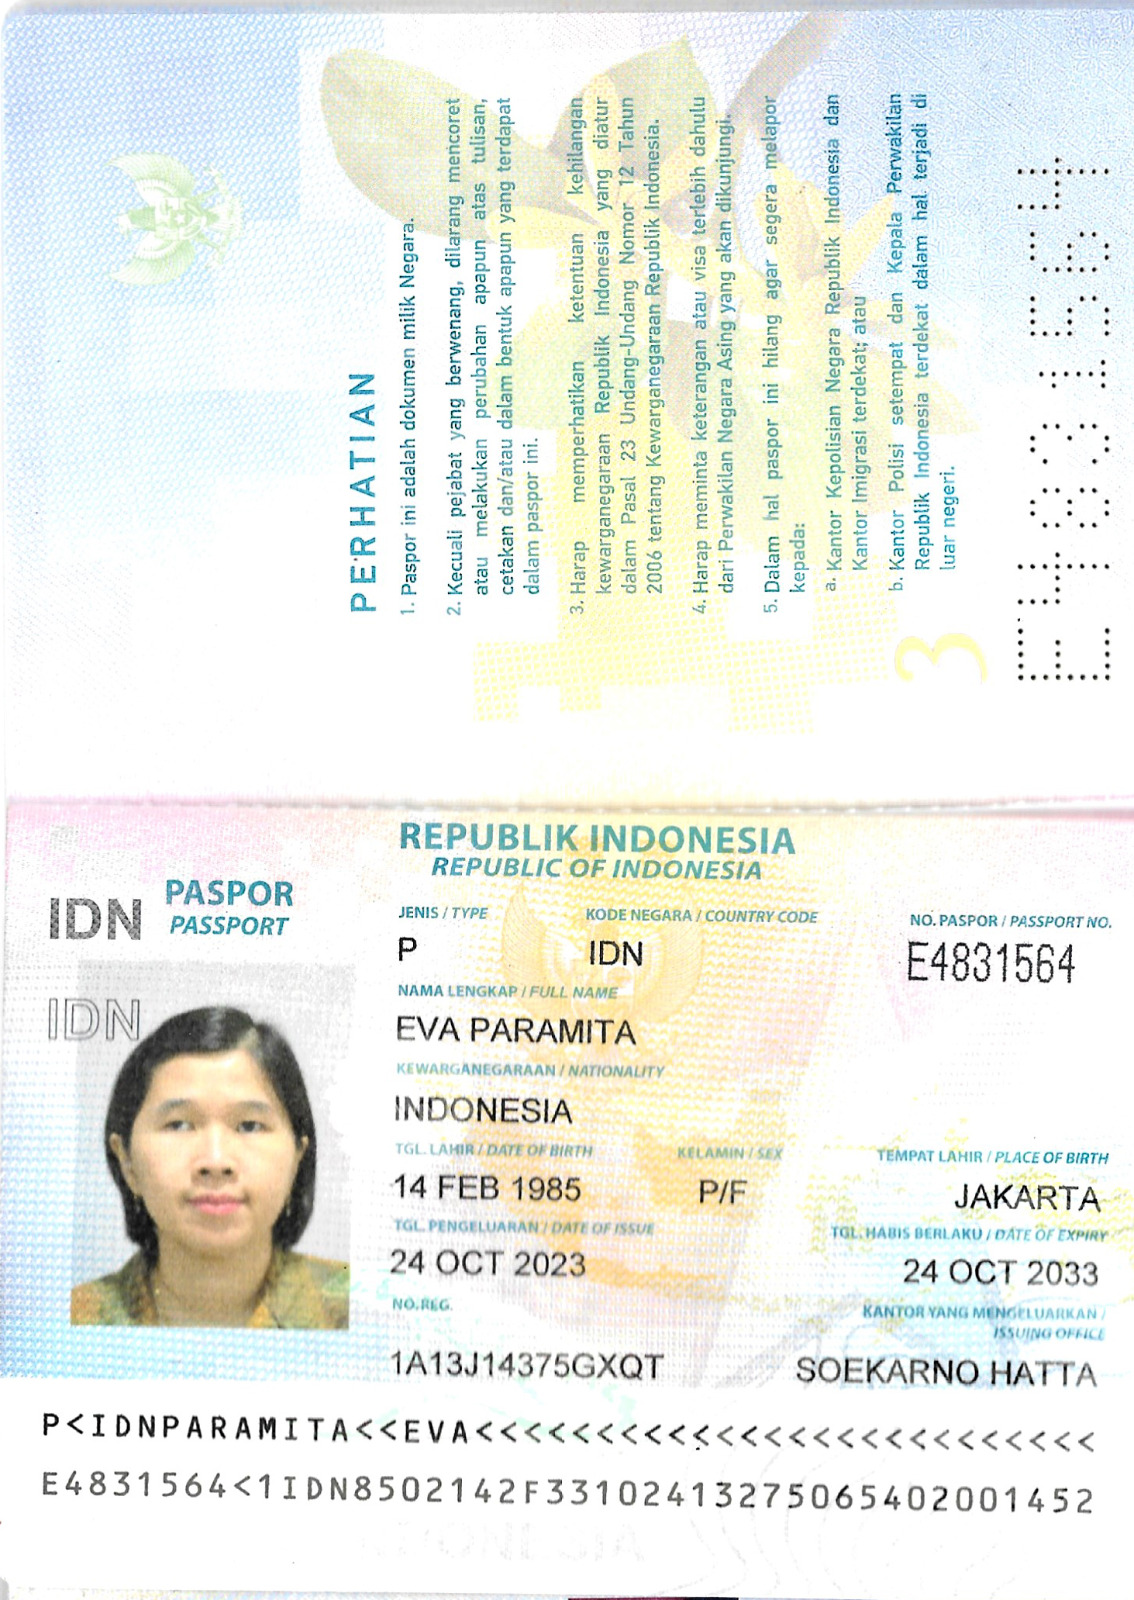 PERHATIAN
1. Paspor ini adalah dokumen milik Negara.
2. Kecuali pejabat yang berwenang, dilarang mencoret
atau melakukan perubahan apapun atas tulisan,
cetakan dan/atau dalam bentuk apapun yang terdapat
dalam paspor ini.
3. Harap memperhatikan ketentuan kehilangan
kewarganegaraan Republik Indonesia yang diatur
dalam Pasal 23 Undang-Undang Nomor 12 Tahun
2006 tentang Kewarganegaraan Republik Indonesia.
4. Harap meminta keterangan atau visa terlebih dahulu
dari Perwakilan Negara Asing yang akan dikunjungi.
5. Dalam hal paspor ini hilang agar segera melapor
kepada:
a. Kantor Kepolisian Negara Republik Indonesia dan
Kantor Imigrasi terdekat; atau
b. Kantor Polisi setempat dan Kepala Perwakilan
Republik Indonesia terdekat dalam hal terjadi di
luar negeri.
3
E4831564
REPUBLIK INDONESIA
REPUBLIC OF INDONESIA
IDN PASPOR
PASSPORT
IDN
JENIS / TYPE KODE NEGARA / COUNTRY CODE NO. PASPOR / PASSPORT NO.
P IDN E4831564
NAMA LENGKAP / FULL NAME
EVA PARAMITA
KEWARGANEGARAAN / NATIONALITY
INDONESIA
TGL. LAHIR / DATE OF BIRTH KELAMIN / SEX TEMPAT LAHIR / PLACE OF BIRTH
14 FEB 1985 P/F JAKARTA
TGL. PENGELUARAN / DATE OF ISSUE TGL. HABIS BERLAKU / DATE OF EXPIRY
24 OCT 2023 24 OCT 2033
NO.REG. KANTOR YANG MENGELUARKAN /
ISSUING OFFICE
1A13J14375GXQT SOEKARNO HATTA
P<IDNPARAMITA<<EVA<<<<<<<<<<<<<<<<<<<<<<<<<<
E4831564<1IDN8502142F33102413275065402001452